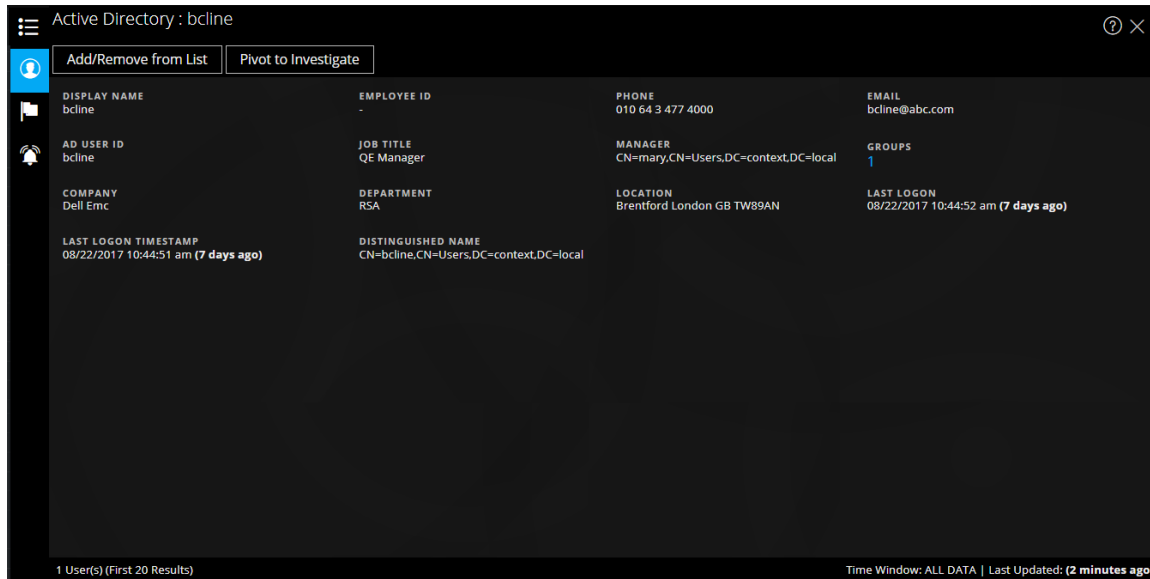 Active Directory : bcline
Add/Remove from List Pivot to Investigate
DISPLAY NAME EMPLOYEE ID PHONE EMAIL
bcline - 010 64 3 477 4000 bcline@abc.com
AD USER ID JOB TITLE MANAGER GROUPS
bcline QE Manager CN=mary,CN=Users,DC=context,DC=local 1
COMPANY DEPARTMENT LOCATION LAST LOGON
Dell Emc RSA Brentford London GB TW89AN 08/22/2017 10:44:52 am (7 days ago)
LAST LOGON TIMESTAMP DISTINGUISHED NAME
08/22/2017 10:44:51 am (7 days ago) CN=bcline,CN=Users,DC=context,DC=local
1 User(s) (First 20 Results) Time Window: ALL DATA | Last Updated: (2 minutes ago